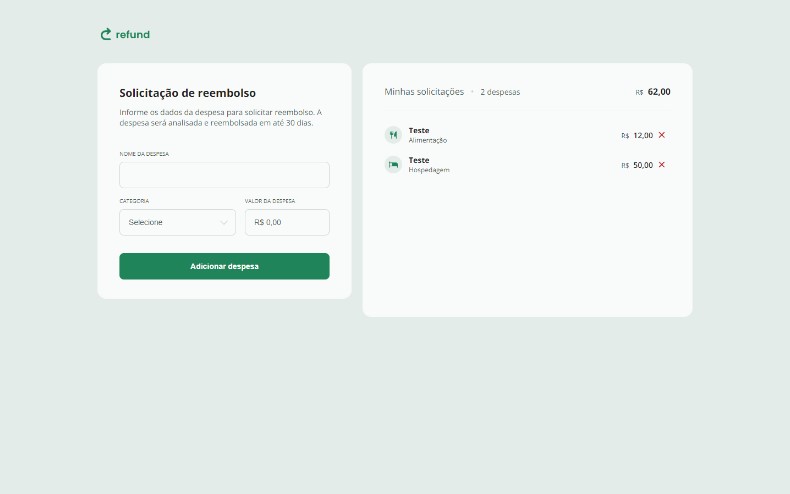 refund
Solicitação de reembolso
Informe os dados da despesa para solicitar reembolso. A
despesa será analisada e reembolsada em até 30 dias.
NOME DA DESPESA
CATEGORIA
VALOR DA DESPESA
Selecione
R$ 0,00
Adicionar despesa
Minhas solicitações • 2 despesas
R$ 62,00
Teste
Alimentação
R$ 12,00
Teste
Hospedagem
R$ 50,00